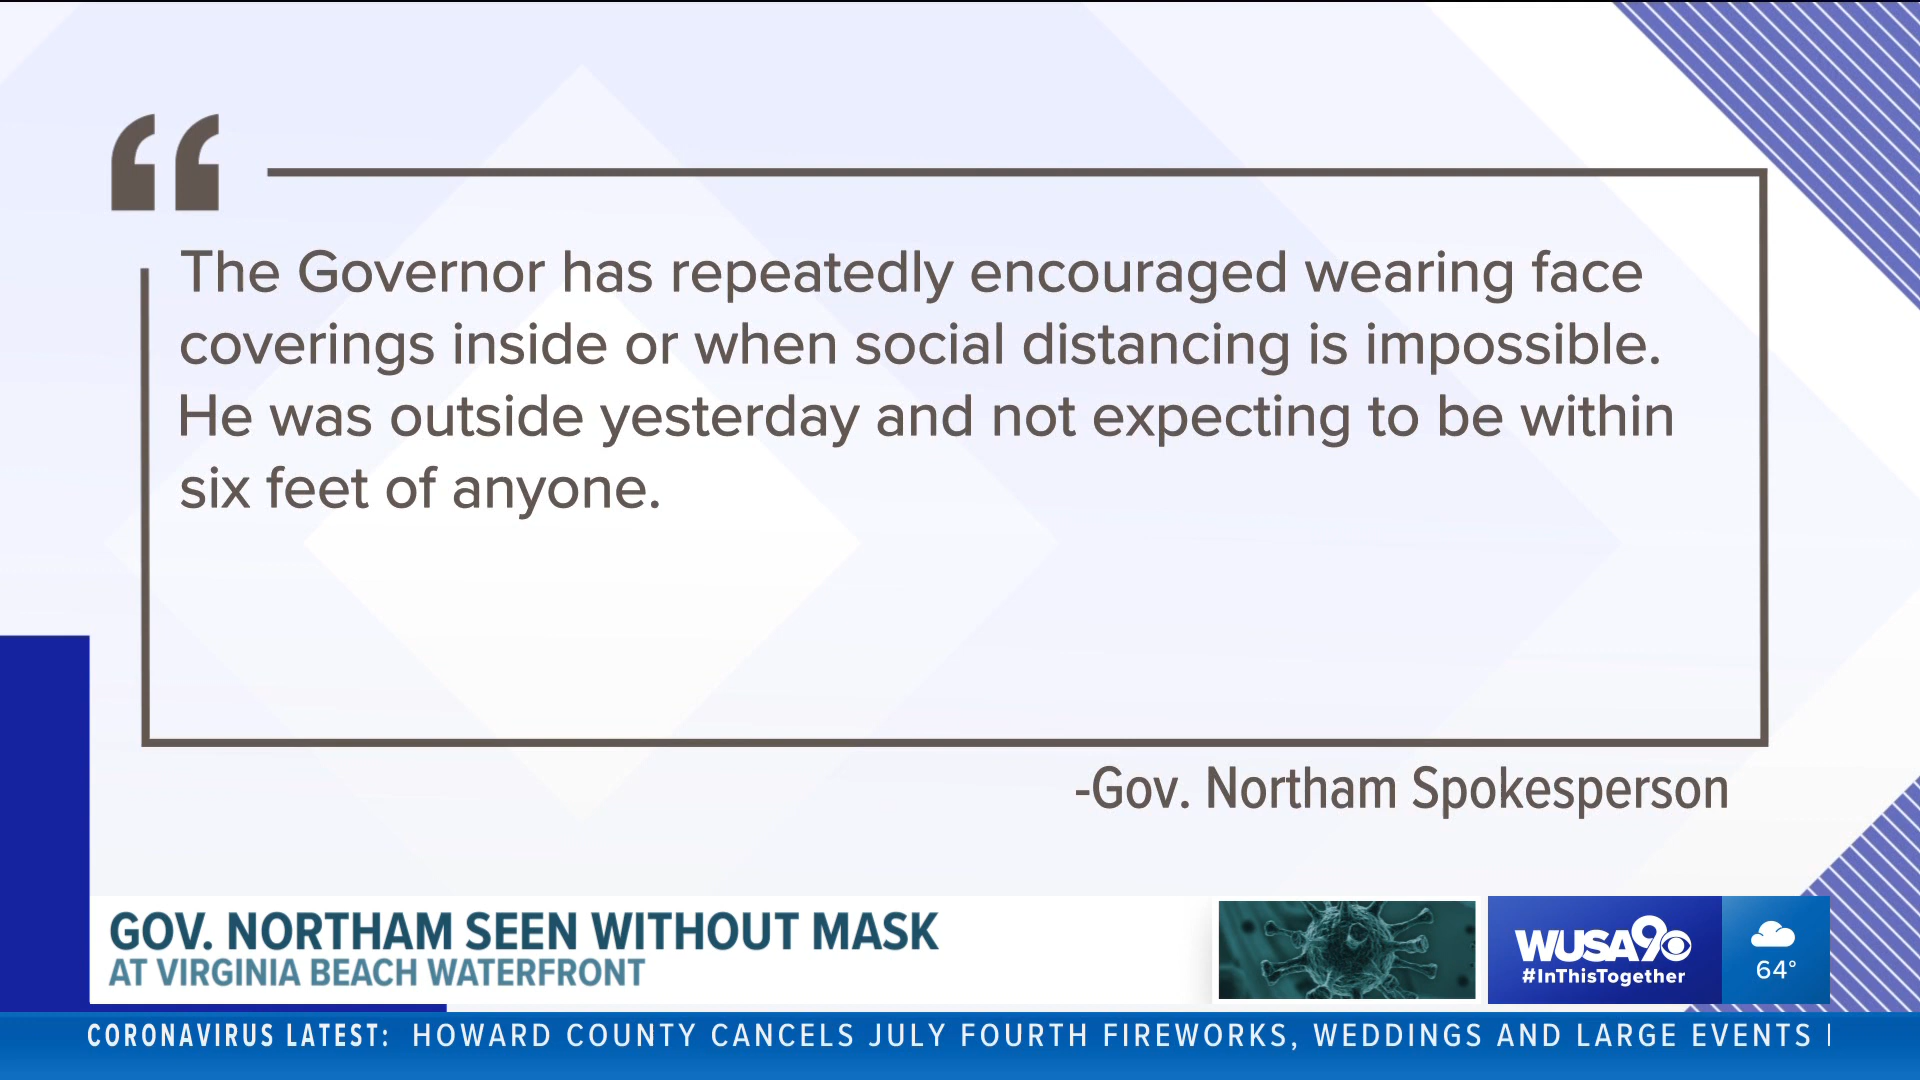 “
The Governor has repeatedly encouraged wearing face
coverings inside or when social distancing is impossible.
He was outside yesterday and not expecting to be within
six feet of anyone.
-Gov. Northam Spokesperson
GOV. NORTHAM SEEN WITHOUT MASK
AT VIRGINIA BEACH WATERFRONT
WUSA9
#InThisTogether
64°
CORONAVIRUS LATEST: HOWARD COUNTY CANCELS JULY FOURTH FIREWORKS, WEDDINGS AND LARGE EVENTS